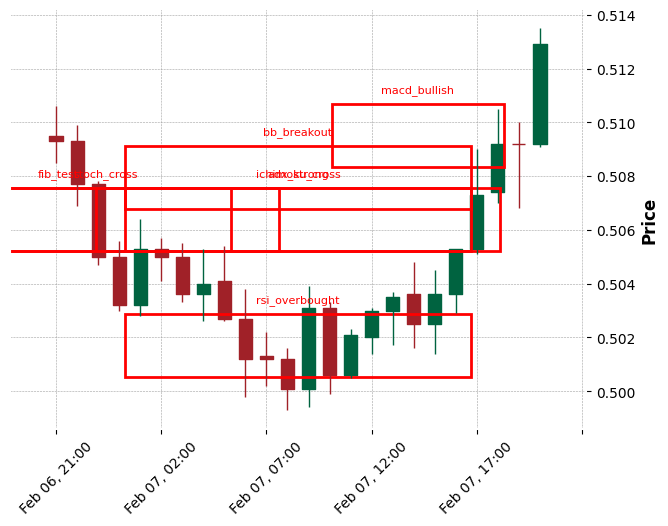 0.514
0.512
macd_bullish
0.510
bb_breakout
0.508
0.506
Price
0.504
rsi_overbought
0.502
0.500
Feb 06, 21:00
Feb 07, 02:00
Feb 07, 07:00
Feb 07, 12:00
Feb 07, 17:00